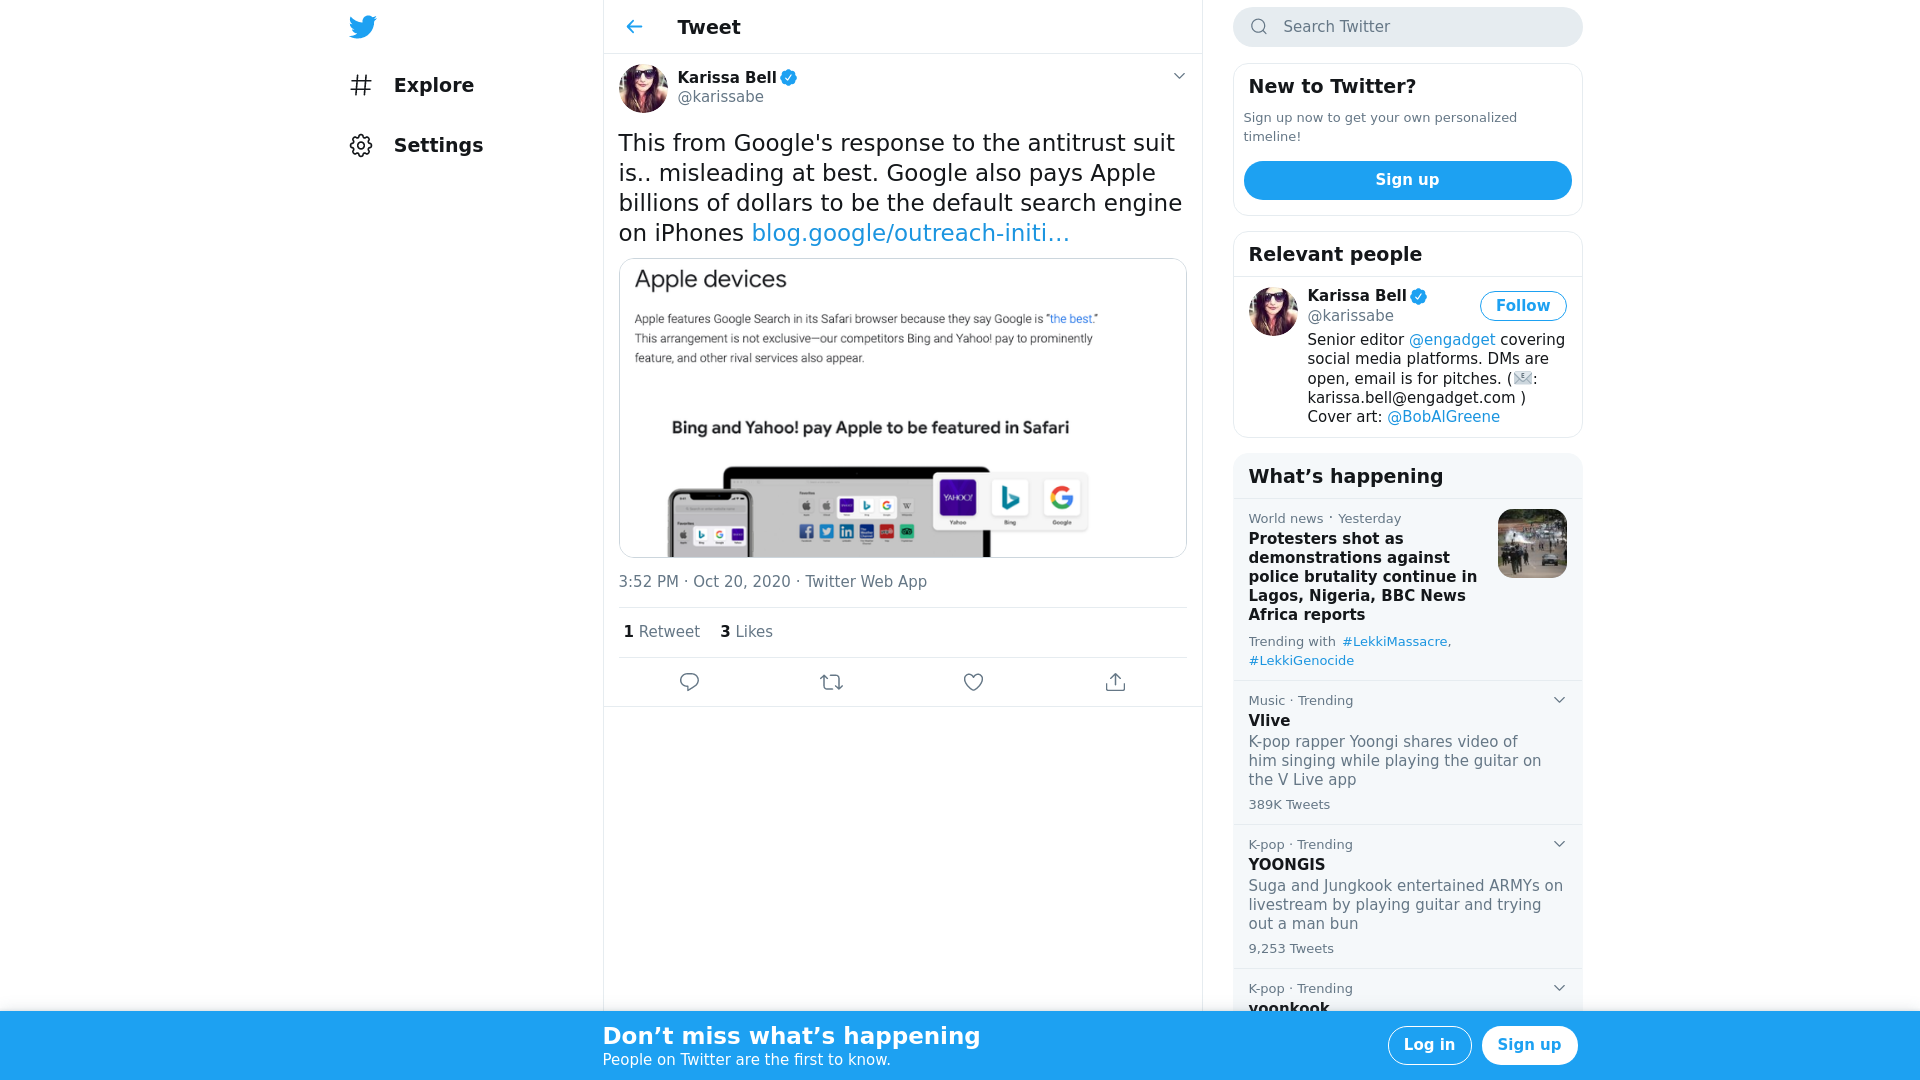 Explore
Settings
Tweet
Karissa Bell
@karissabe
This from Google's response to the antitrust suit
is.. misleading at best. Google also pays Apple
billions of dollars to be the default search engine
on iPhones blog.google/outreach-initi…
Apple devices
Apple features Google Search in its Safari browser because they say Google is "the best."
This arrangement is not exclusive—our competitors Bing and Yahoo! pay to prominently
feature, and other rival services also appear.
Bing and Yahoo! pay Apple to be featured in Safari
YAHOO!
Yahoo
Bing
Google
3:52 PM · Oct 20, 2020 · Twitter Web App
1 Retweet 3 Likes
Search Twitter
New to Twitter?
Sign up now to get your own personalized
timeline!
Sign up
Relevant people
Karissa Bell
@karissabe
Follow
Senior editor @engadget covering
social media platforms. DMs are
open, email is for pitches. (📧:
karissa.bell@engadget.com )
Cover art: @BobAlGreene
What’s happening
World news · Yesterday
Protesters shot as
demonstrations against
police brutality continue in
Lagos, Nigeria, BBC News
Africa reports
Trending with #LekkiMassacre,
#LekkiGenocide
Music · Trending
Vlive
K-pop rapper Yoongi shares video of
him singing while playing the guitar on
the V Live app
389K Tweets
K-pop · Trending
YOONGIS
Suga and Jungkook entertained ARMYs on
livestream by playing guitar and trying
out a man bun
9,253 Tweets
K-pop · Trending
yoonkook
Don’t miss what’s happening
People on Twitter are the first to know.
Log in
Sign up